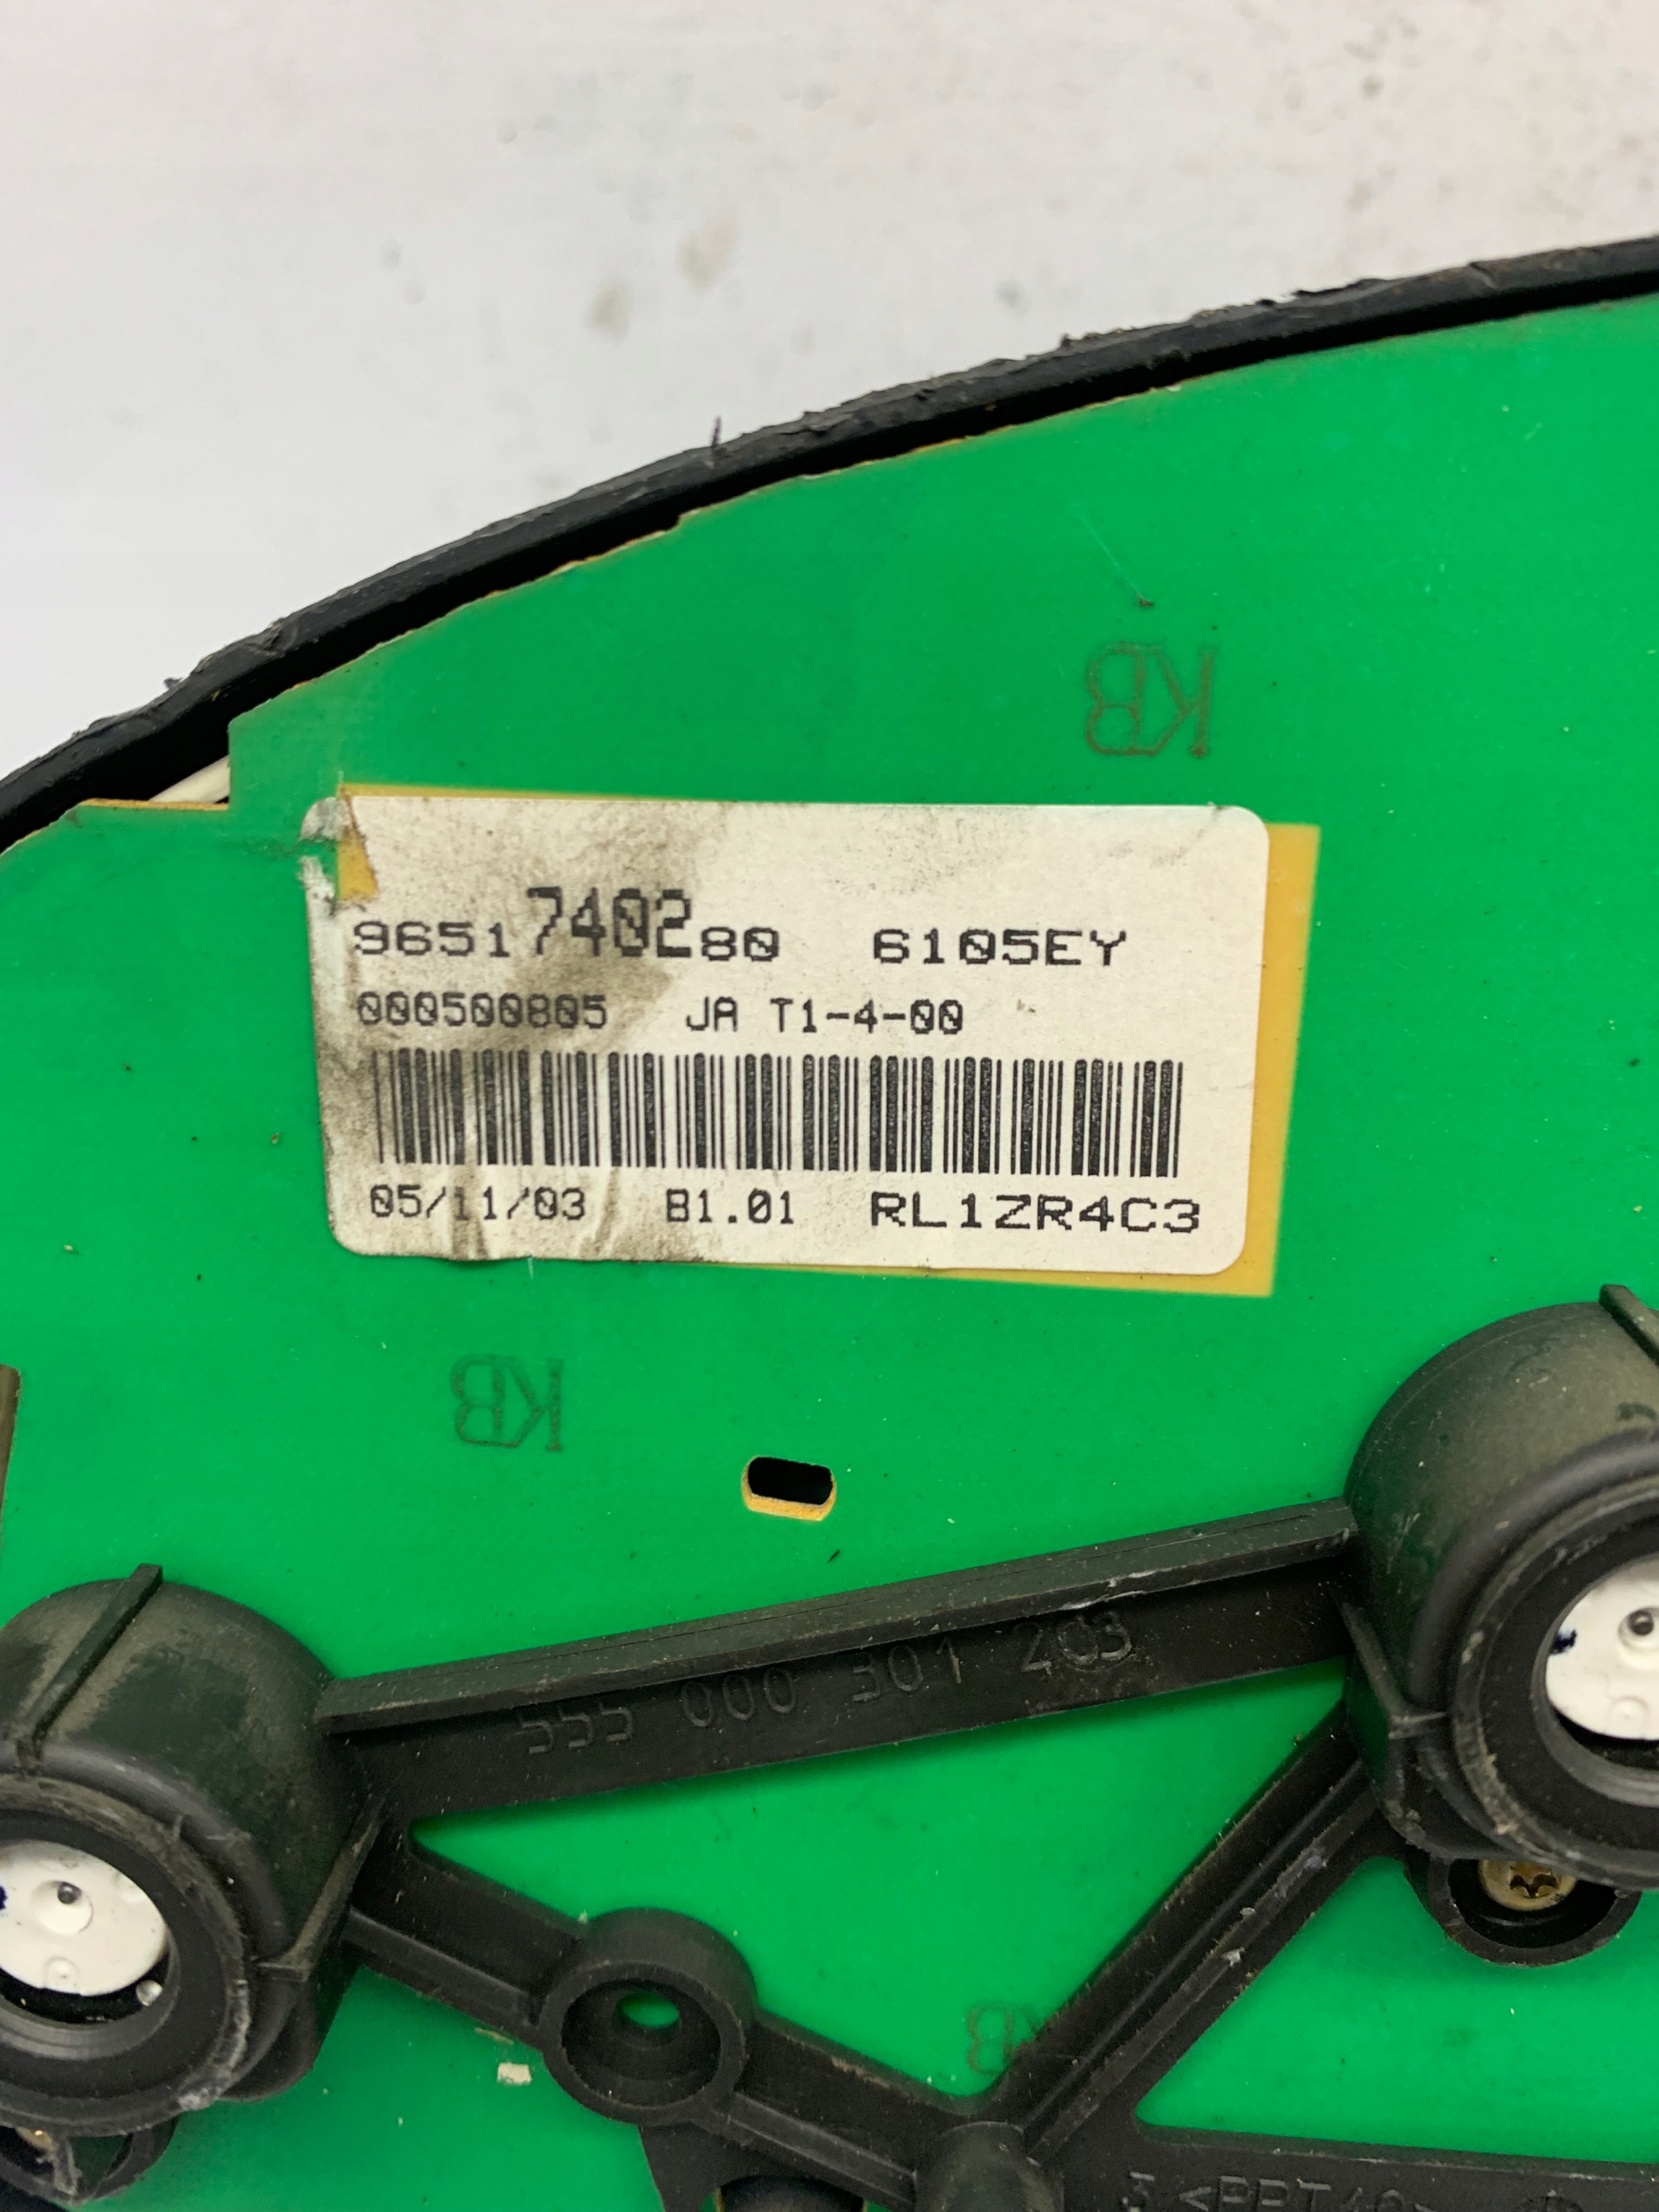 KB
9651740280 6105EY
000500805 JA T1-4-00
05/11/03 B1.01 RL1ZR4C3
KB
555 000 301 203
KB